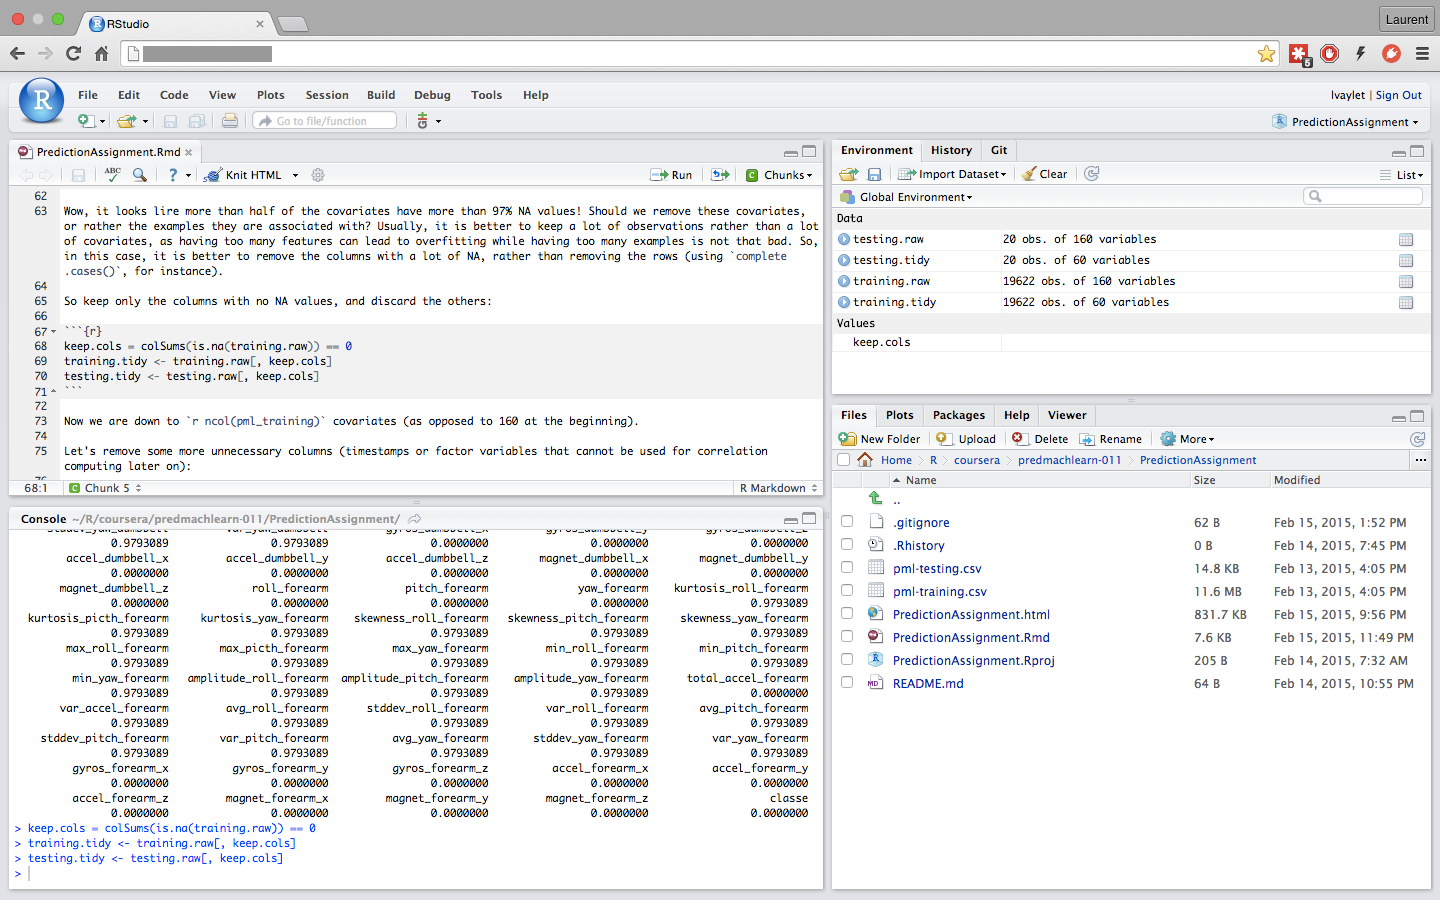 RStudio
Laurent
5
R
File Edit Code View Plots Session Build Debug Tools Help
lvaylet | Sign Out
Go to file/function
PredictionAssignment
PredictionAssignment.Rmd
ABC ? Knit HTML Run Chunks
62
63 Wow, it looks lire more than half of the covariates have more than 97% NA values! Should we remove these covariates,
or rather the examples they are associated with? Usually, it is better to keep a lot of observations rather than a lot
of covariates, as having too many features can lead to overfitting while having too many examples is not that bad. So,
in this case, it is better to remove the columns with a lot of NA, rather than removing the rows (using `complete
.cases()`, for instance).
64
65 So keep only the columns with no NA values, and discard the others:
66
67 ```{r}
68 keep.cols = colSums(is.na(training.raw)) == 0
69 training.tidy <- training.raw[, keep.cols]
70 testing.tidy <- testing.raw[, keep.cols]
71 ```
72
73 Now we are down to `r ncol(pml_training)` covariates (as opposed to 160 at the beginning).
74
75 Let's remove some more unnecessary columns (timestamps or factor variables that cannot be used for correlation
computing later on):
76
68:1 C Chunk 5 R Markdown
Console ~/R/coursera/predmachlearn-011/PredictionAssignment/
stddev_yaw_dumbbell var_yaw_dumbbell gyros_dumbbell_x gyros_dumbbell_y gyros_dumbbell_z
0.9793089 0.9793089 0.0000000 0.0000000 0.0000000
accel_dumbbell_x accel_dumbbell_y accel_dumbbell_z magnet_dumbbell_x magnet_dumbbell_y
0.0000000 0.0000000 0.0000000 0.0000000 0.0000000
magnet_dumbbell_z roll_forearm pitch_forearm yaw_forearm kurtosis_roll_forearm
0.0000000 0.0000000 0.0000000 0.0000000 0.9793089
kurtosis_picth_forearm kurtosis_yaw_forearm skewness_roll_forearm skewness_pitch_forearm skewness_yaw_forearm
0.9793089 0.9793089 0.9793089 0.9793089 0.9793089
max_roll_forearm max_picth_forearm max_yaw_forearm min_roll_forearm min_pitch_forearm
0.9793089 0.9793089 0.9793089 0.9793089 0.9793089
min_yaw_forearm amplitude_roll_forearm amplitude_pitch_forearm amplitude_yaw_forearm total_accel_forearm
0.9793089 0.9793089 0.9793089 0.9793089 0.0000000
var_accel_forearm avg_roll_forearm stddev_roll_forearm var_roll_forearm avg_pitch_forearm
0.9793089 0.9793089 0.9793089 0.9793089 0.9793089
stddev_pitch_forearm var_pitch_forearm avg_yaw_forearm stddev_yaw_forearm var_yaw_forearm
0.9793089 0.9793089 0.9793089 0.9793089 0.9793089
gyros_forearm_x gyros_forearm_y gyros_forearm_z accel_forearm_x accel_forearm_y
0.0000000 0.0000000 0.0000000 0.0000000 0.0000000
accel_forearm_z magnet_forearm_x magnet_forearm_y magnet_forearm_z classe
0.0000000 0.0000000 0.0000000 0.0000000 0.0000000
> keep.cols = colSums(is.na(training.raw)) == 0
> training.tidy <- training.raw[, keep.cols]
> testing.tidy <- testing.raw[, keep.cols]
>
Environment History Git
Import Dataset Clear List
Global Environment
Data
testing.raw 20 obs. of 160 variables
testing.tidy 20 obs. of 60 variables
training.raw 19622 obs. of 160 variables
training.tidy 19622 obs. of 60 variables
Values
keep.cols
Files Plots Packages Help Viewer
New Folder Upload Delete Rename More
Home R coursera predmachlearn-011 PredictionAssignment ...
Name Size Modified
..
.gitignore 62 B Feb 15, 2015, 1:52 PM
.Rhistory 0 B Feb 14, 2015, 7:45 PM
pml-testing.csv 14.8 KB Feb 13, 2015, 4:05 PM
pml-training.csv 11.6 MB Feb 13, 2015, 4:05 PM
PredictionAssignment.html 831.7 KB Feb 15, 2015, 9:56 PM
PredictionAssignment.Rmd 7.6 KB Feb 15, 2015, 11:49 PM
PredictionAssignment.Rproj 205 B Feb 14, 2015, 7:32 AM
MD README.md 64 B Feb 14, 2015, 10:55 PM